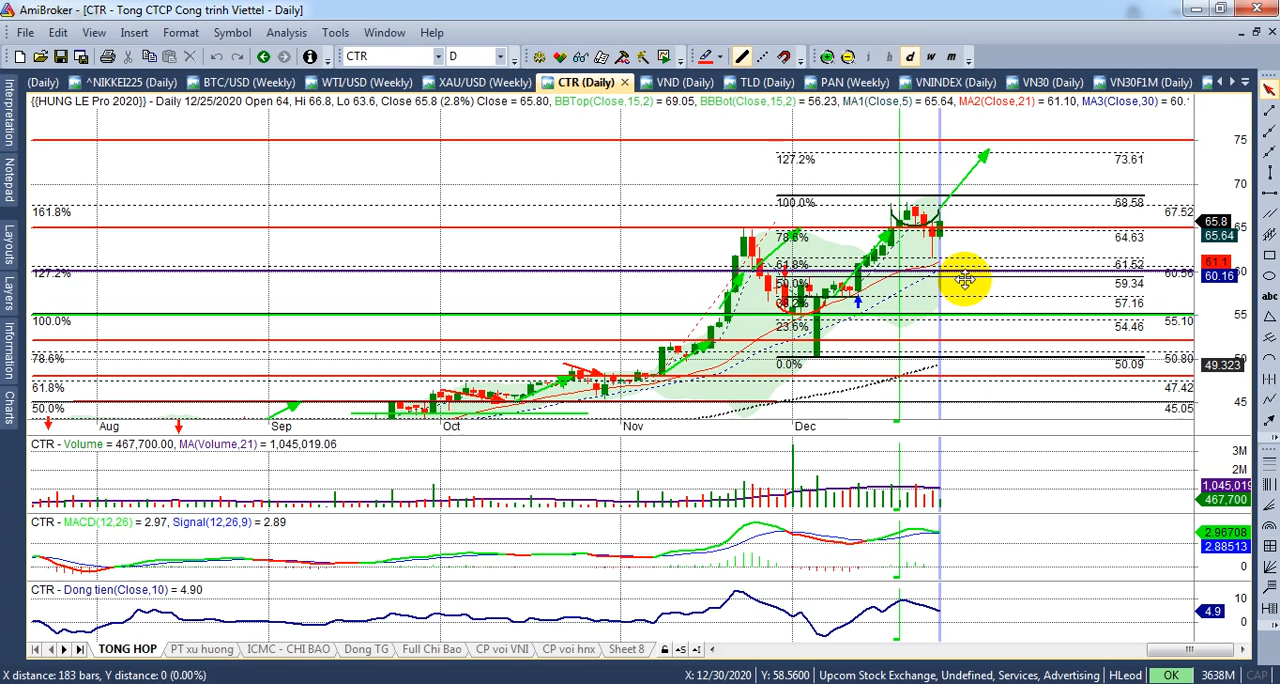 AmiBroker - [CTR - Tong CTCP Cong trinh Viettel - Daily]
File Edit View Insert Format Symbol Analysis Tools Window Help
CTR D i h d w m
(Daily) ^NIKKEI225 (Daily) BTC/USD (Weekly) WTI/USD (Weekly) XAU/USD (Weekly) CTR (Daily) VND (Daily) TLD (Daily) PAN (Weekly) VNINDEX (Daily) VN30 (Daily) VN30F1M (Daily)
Interpretation
Notepad
Layouts
Layers
Information
Charts
abc
{{HUNG LE Pro 2020}} - Daily 12/25/2020 Open 64, Hi 66.8, Lo 63.6, Close 65.8 (2.8%) Close = 65.80, BBTop(Close,15,2) = 69.05, BBBot(Close,15,2) = 56.23, MA1(Close,5) = 65.64, MA2(Close,21) = 61.10, MA3(Close,30) = 60.1
75
127.2% 73.61
70
100.0% 68.58
161.8% 67.52
65.8
65
65.64
78.6% 64.63
61.8% 61.52
61.1
127.2% 60.56
60
60.16
50.0% 59.34
38.2% 57.16
100.0% 55.10
55
23.6% 54.46
78.6% 50.80
50
0.0% 50.09
49.323
61.8% 47.42
50.0% 45.05
45
Aug Sep Oct Nov Dec
CTR - Volume = 467,700.00, MA(Volume,21) = 1,045,019.06
3M
2M
1,045,019
467,700
CTR - MACD(12,26) = 2.97, Signal(12,26,9) = 2.89
2.96708
2.88513
0
CTR - Dong tien(Close,10) = 4.90
10
4.9
0
TONG HOP PT xu huong ICMC - CHI BAO Dong TG Full Chi Bao CP voi VNI CP voi hnx Sheet 8
X distance: 183 bars, Y distance: 0 (0.00%) X: 12/30/2020 Y: 58.5600 Upcom Stock Exchange, Undefined, Services, Advertising HLeod OK 3638M CAP